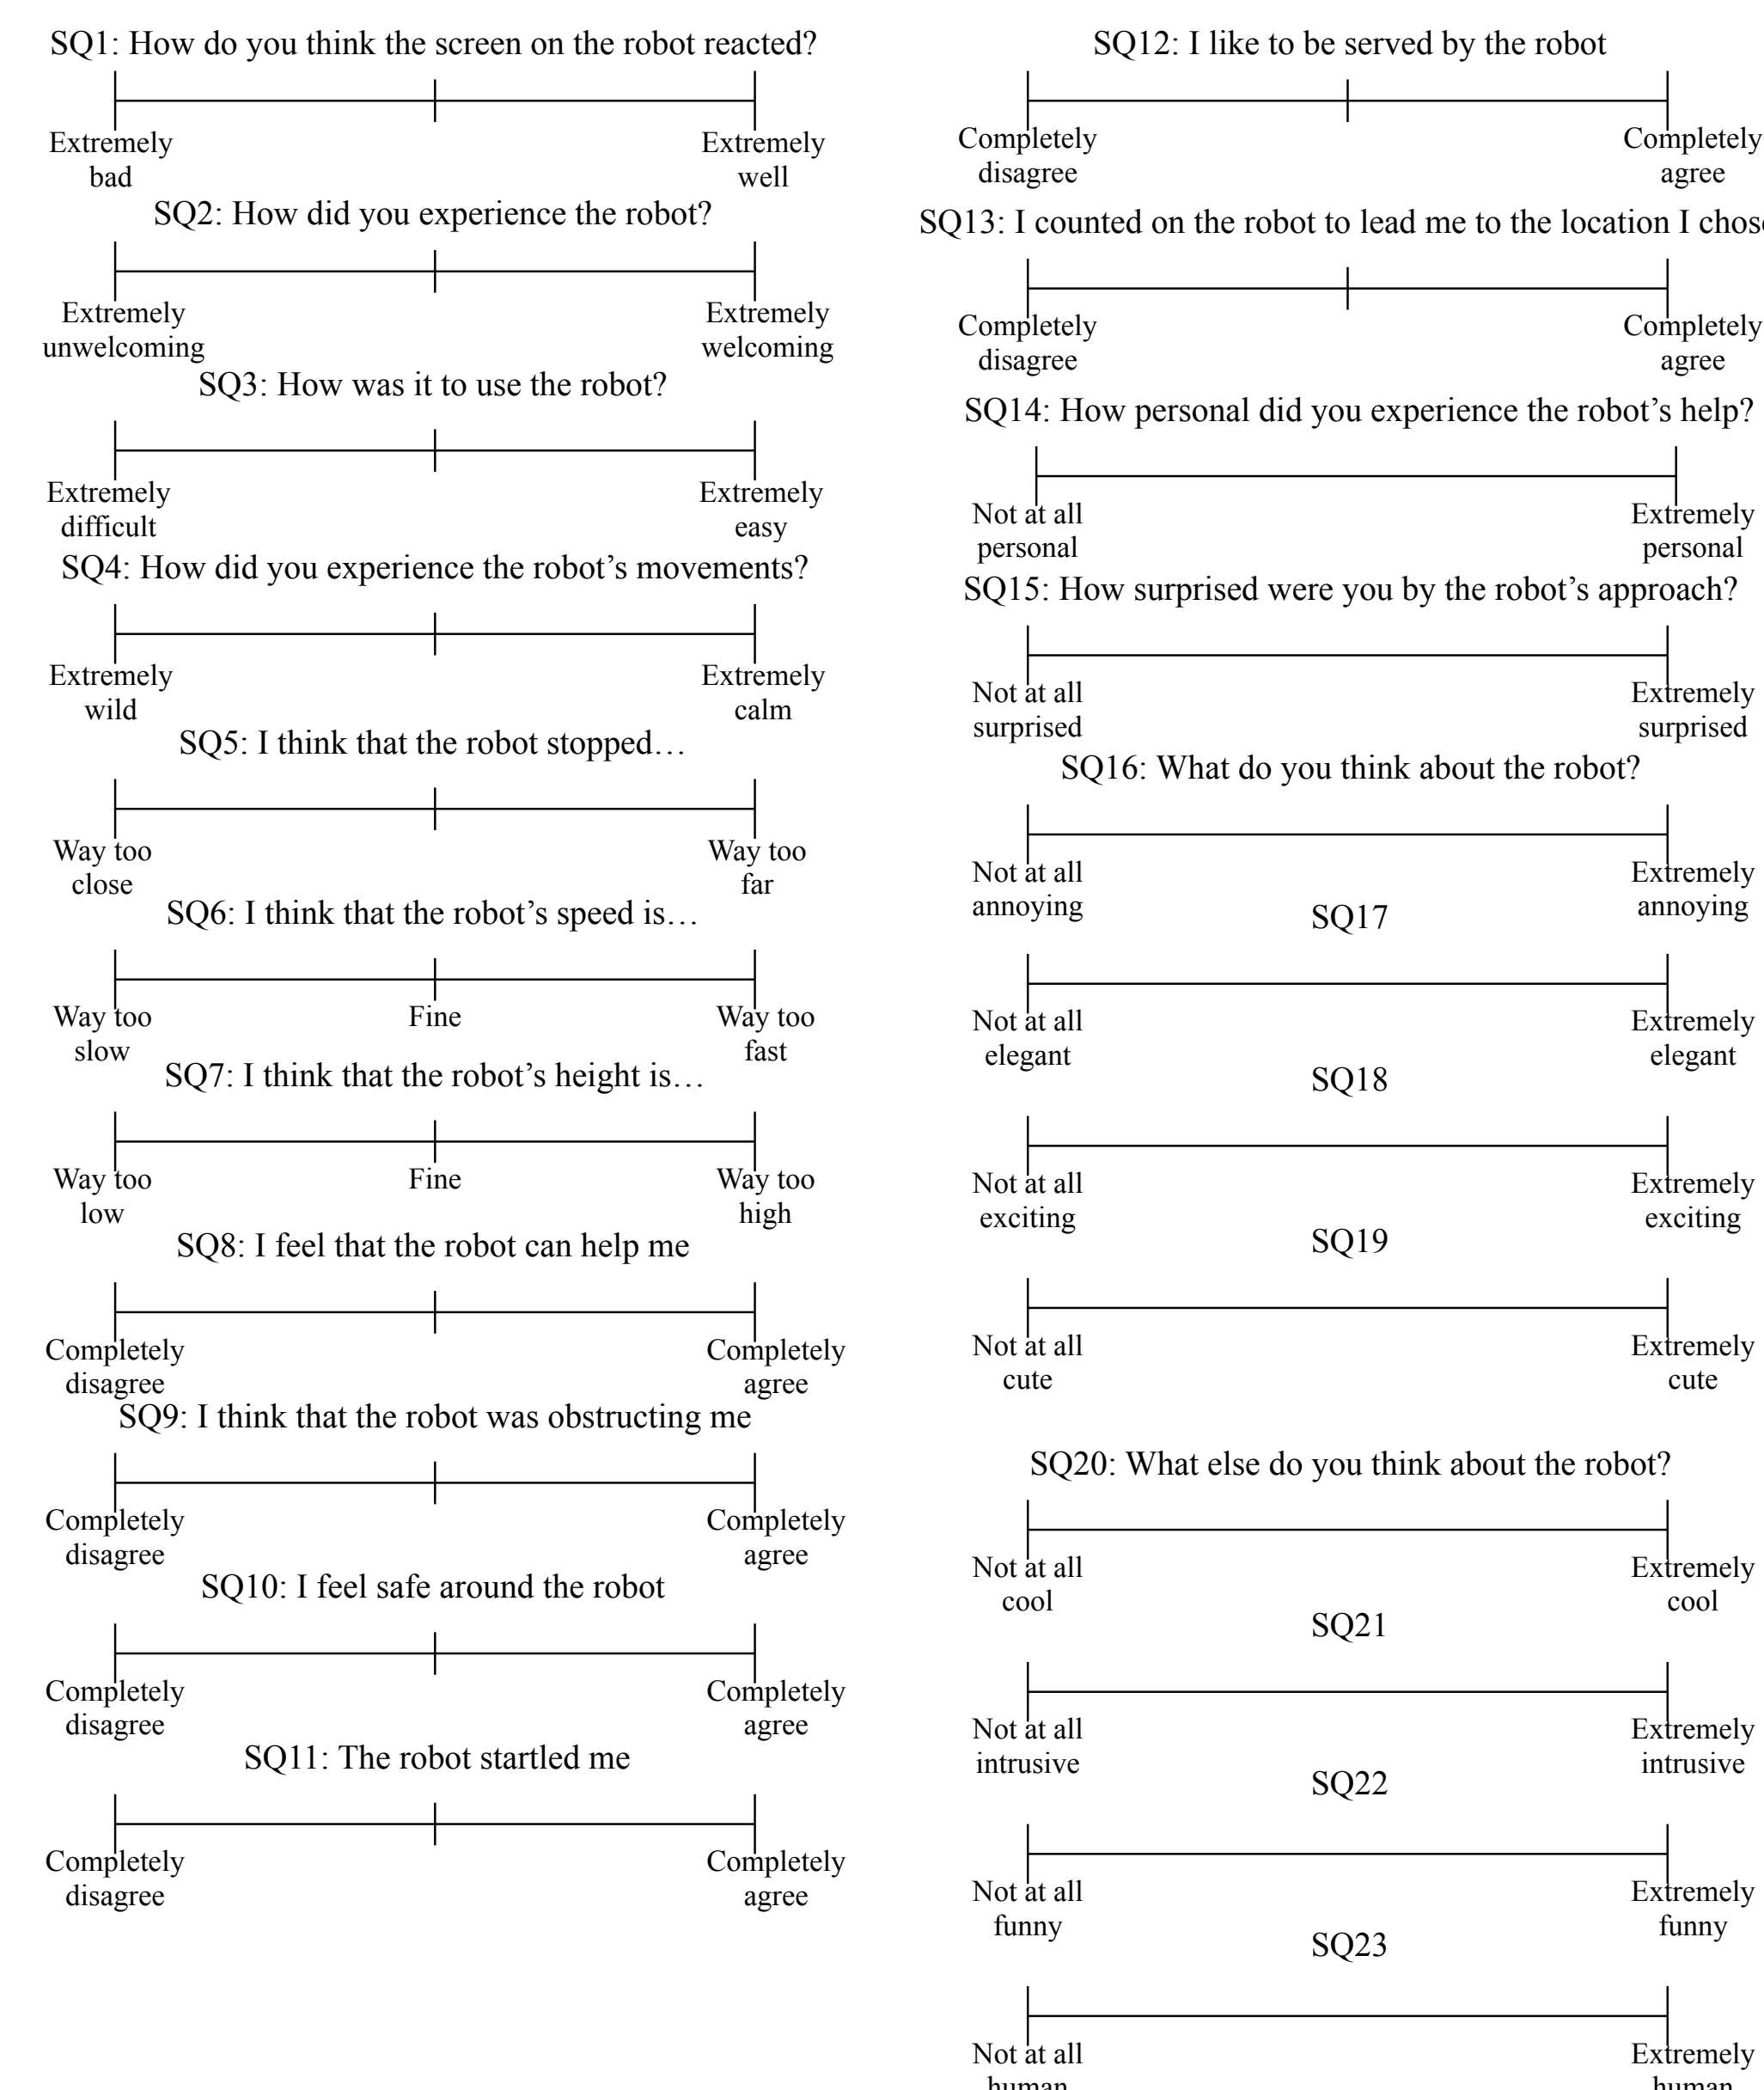 SQ1: How do you think the screen on the robot reacted?
Extremely bad
Extremely well
SQ2: How did you experience the robot?
Extremely unwelcoming
Extremely welcoming
SQ3: How was it to use the robot?
Extremely difficult
Extremely easy
SQ4: How did you experience the robot’s movements?
Extremely wild
Extremely calm
SQ5: I think that the robot stopped…
Way too close
Way too far
SQ6: I think that the robot’s speed is…
Way too slow
Fine
Way too fast
SQ7: I think that the robot’s height is…
Way too low
Fine
Way too high
SQ8: I feel that the robot can help me
Completely disagree
Completely agree
SQ9: I think that the robot was obstructing me
Completely disagree
Completely agree
SQ10: I feel safe around the robot
Completely disagree
Completely agree
SQ11: The robot startled me
Completely disagree
Completely agree
SQ12: I like to be served by the robot
Completely disagree
Completely agree
SQ13: I counted on the robot to lead me to the location I chose
Completely disagree
Completely agree
SQ14: How personal did you experience the robot’s help?
Not at all personal
Extremely personal
SQ15: How surprised were you by the robot’s approach?
Not at all surprised
Extremely surprised
SQ16: What do you think about the robot?
Not at all annoying
Extremely annoying
SQ17
Not at all elegant
Extremely elegant
SQ18
Not at all exciting
Extremely exciting
SQ19
Not at all cute
Extremely cute
SQ20: What else do you think about the robot?
Not at all cool
Extremely cool
SQ21
Not at all intrusive
Extremely intrusive
SQ22
Not at all funny
Extremely funny
SQ23
Not at all human
Extremely human